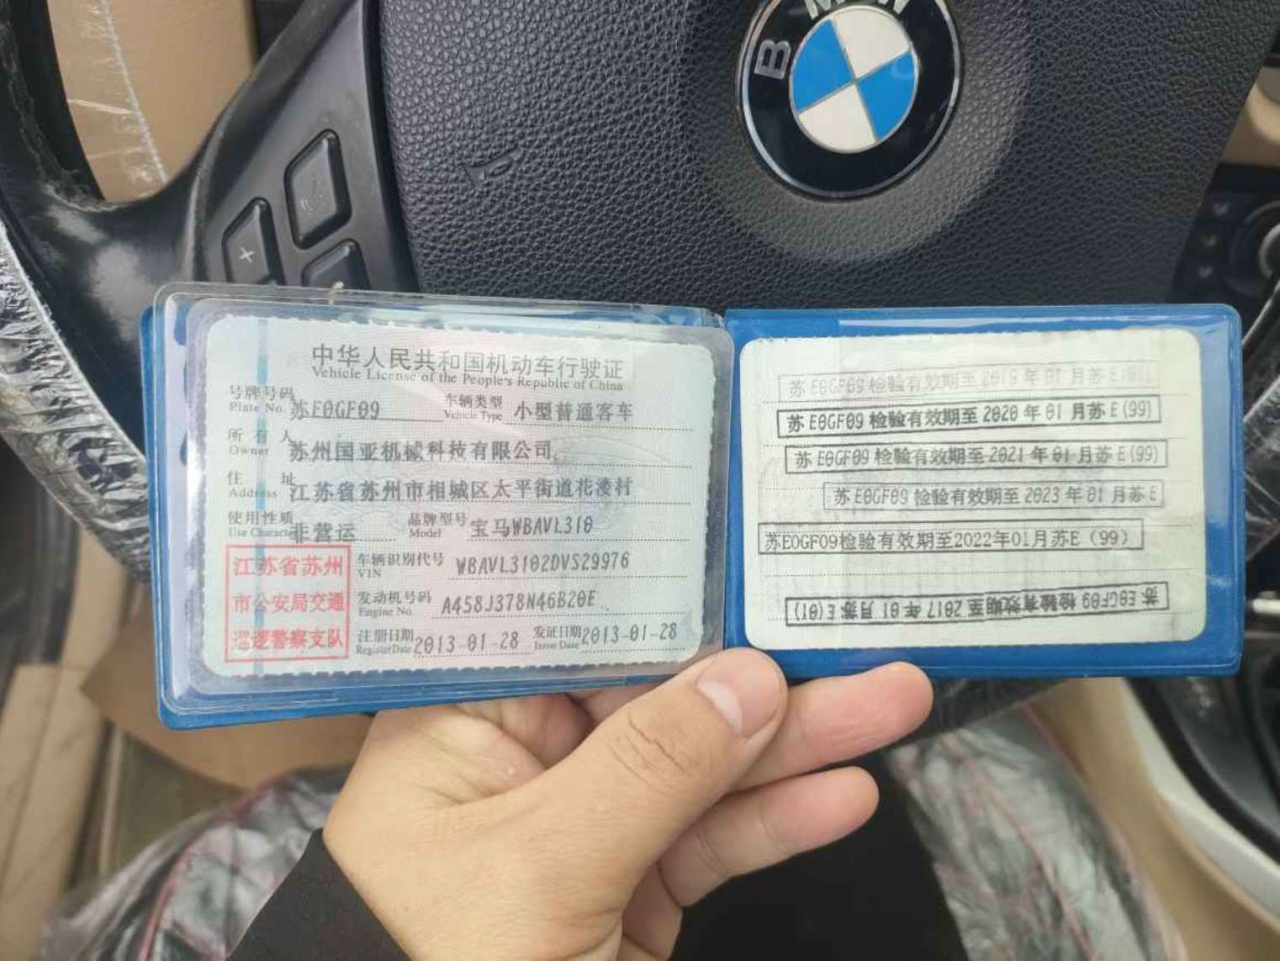 BMW
中华人民共和国机动车行驶证
Vehicle License of the People's Republic of China
号牌号码 苏E0GF09 车辆类型 小型普通客车
Plate No. Vehicle Type
所有人 苏州国亚机械科技有限公司
Owner
住址 江苏省苏州市相城区太平街道花溇村
Address
使用性质 非营运 品牌型号 宝马WBAVL310
Use Character Model
江苏省苏州
市公安局交通
巡逻警察支队
车辆识别代号 WBAVL3102DVS29976
VIN
发动机号码 A458J378N46B20E
Engine No.
注册日期 2013-01-28 发证日期 2013-01-28
Register Date Issue Date
苏E0GF09检验有效期至2019年01月苏E
苏E0GF09检验有效期至2020年01月苏E(99)
苏E0GF09检验有效期至2021年01月苏E(99)
苏E0GF09检验有效期至2023年01月苏E
苏E0GF09检验有效期至2022年01月苏E（99）
苏E0GF09检验有效期至2017年01月苏E(01)